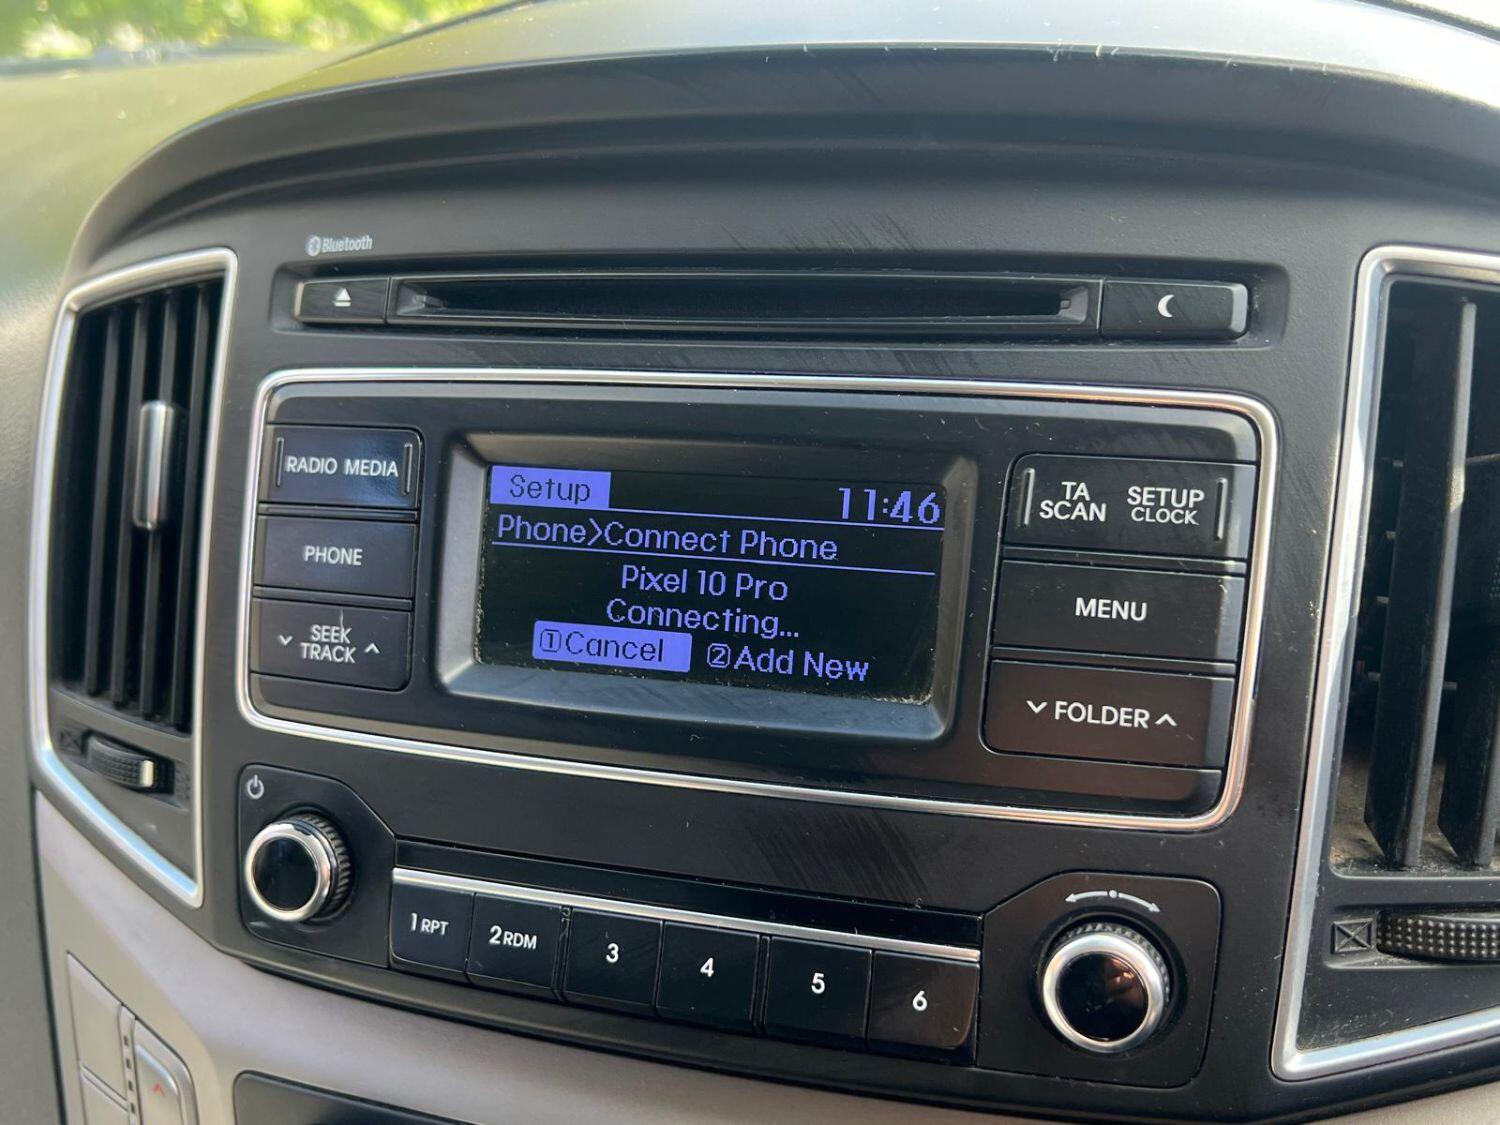 Bluetooth
RADIO MEDIA
PHONE
SEEK
TRACK
Setup
11:46
Phone>Connect Phone
Pixel 10 Pro
Connecting...
1Cancel 2Add New
TA
SCAN
SETUP
CLOCK
MENU
FOLDER
1 RPT
2 RDM
3
4
5
6